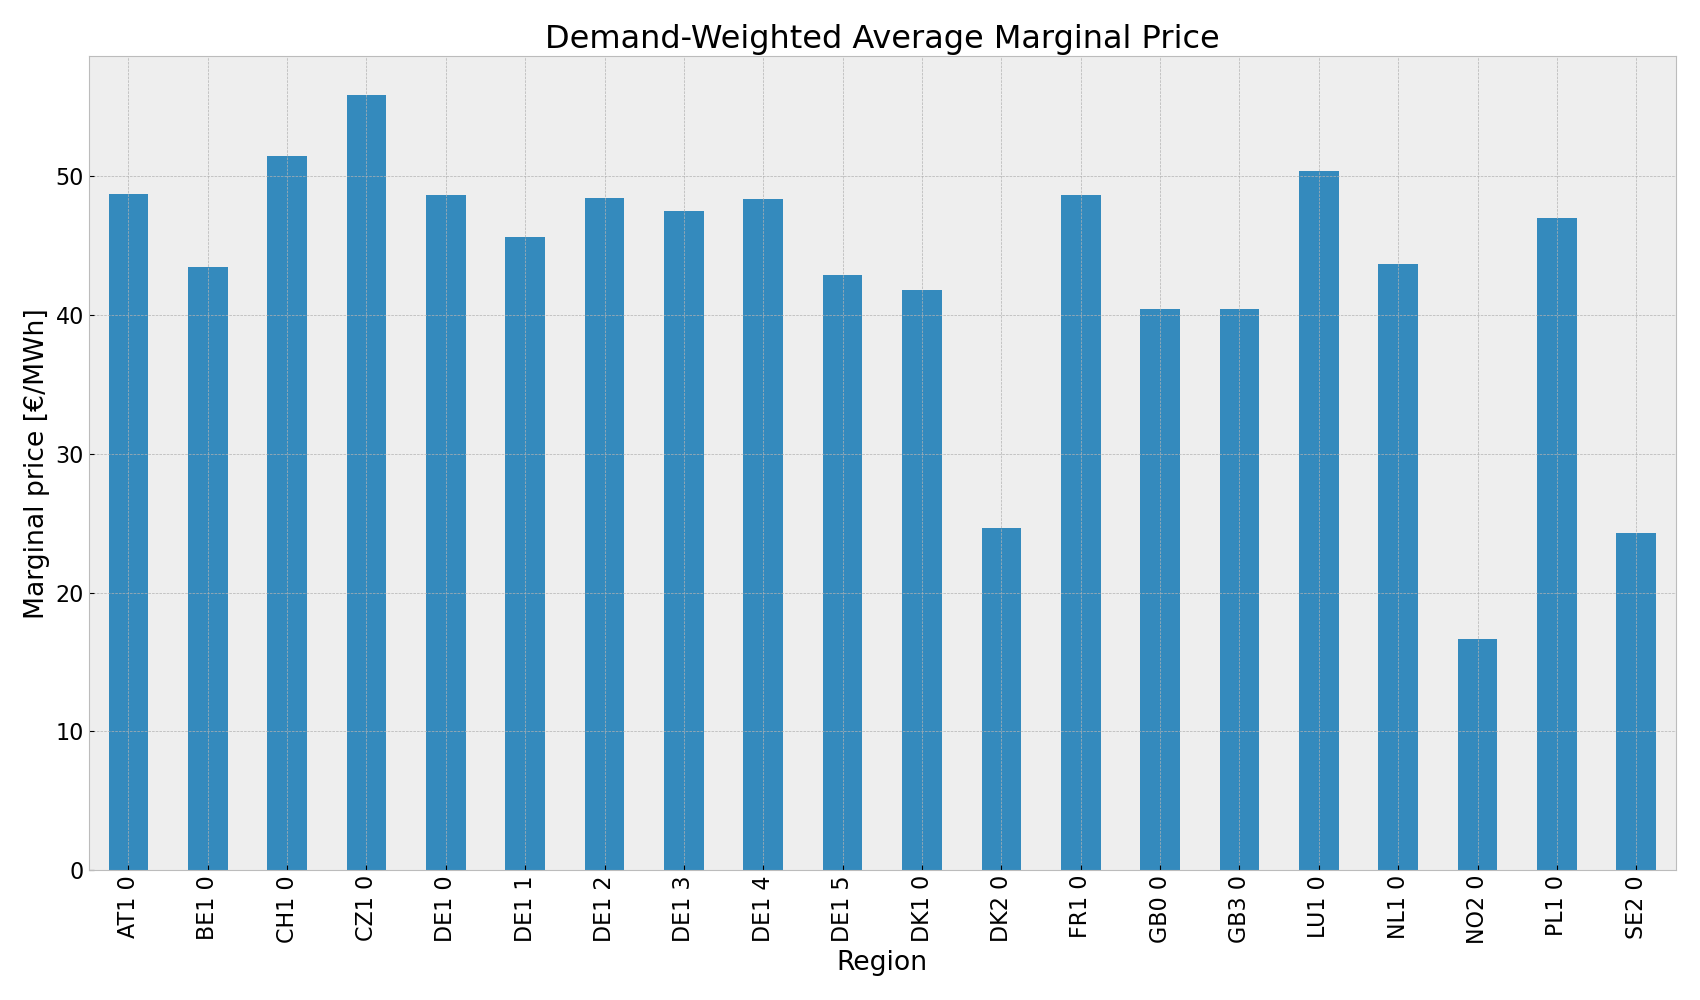 Demand-Weighted Average Marginal Price
Marginal price [€/MWh]
50
40
30
20
10
0
AT1 0
BE1 0
CH1 0
CZ1 0
DE1 0
DE1 1
DE1 2
DE1 3
DE1 4
DE1 5
DK1 0
DK2 0
FR1 0
GB0 0
GB3 0
LU1 0
NL1 0
NO2 0
PL1 0
SE2 0
Region